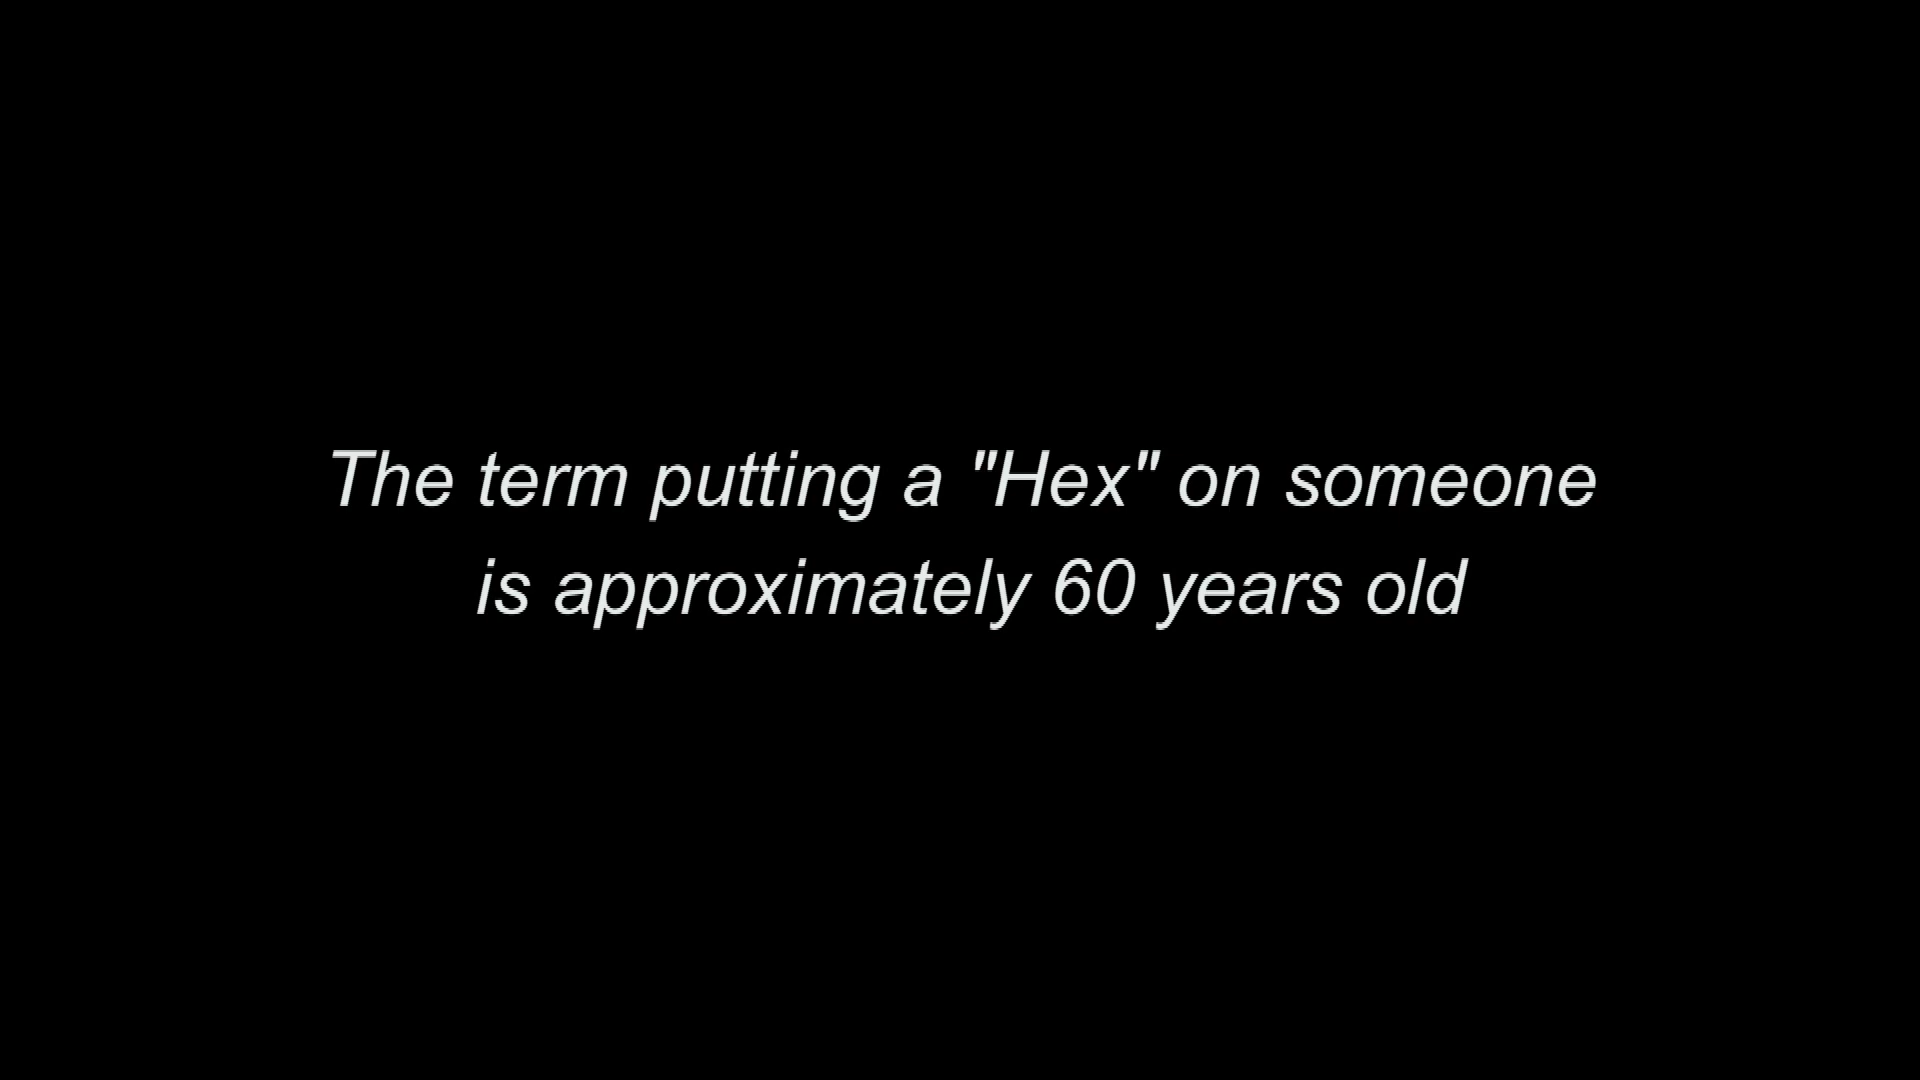 The term putting a "Hex" on someone
is approximately 60 years old